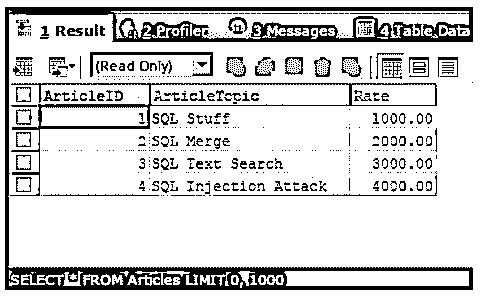 1 Result 2 Profiler 3 Messages 4 Table Data
(Read Only)
ArticleID ArticleTopic Rate
1 SQL Stuff 1000.00
2 SQL Merge 2000.00
3 SQL Text Search 3000.00
4 SQL Injection Attack 4000.00
SELECT * FROM Articles LIMIT 0, 1000